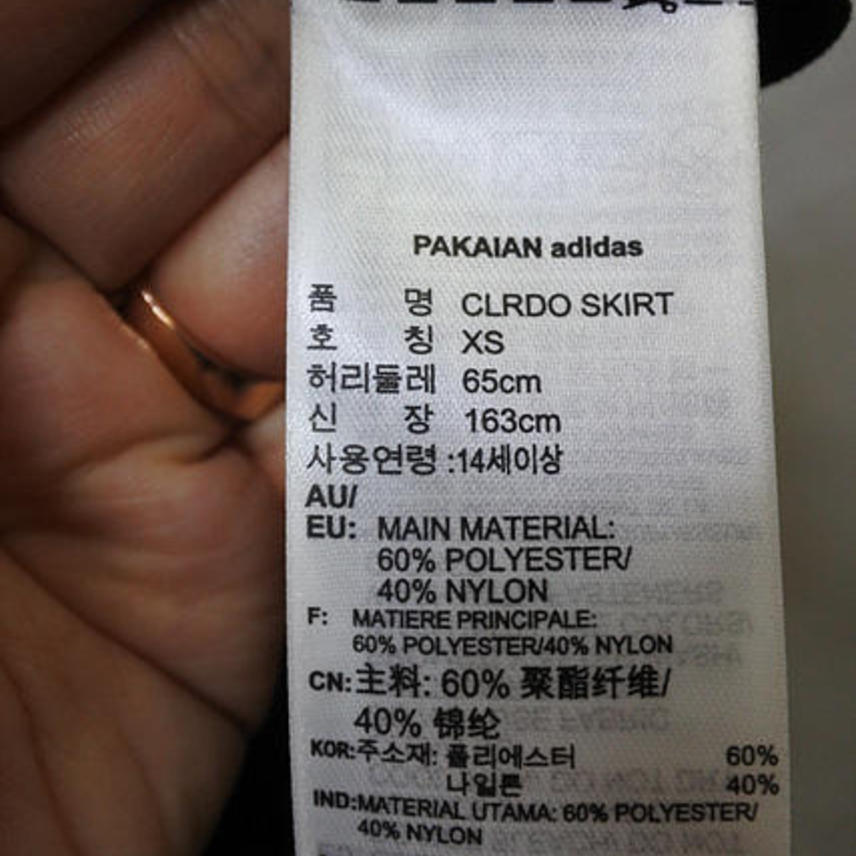 PAKAIAN adidas
품 명 CLRDO SKIRT
호 칭 XS
허리둘레 65cm
신 장 163cm
사용연령 :14세이상
AU/
EU: MAIN MATERIAL:
60% POLYESTER/
40% NYLON
F: MATIERE PRINCIPALE:
60% POLYESTER/40% NYLON
CN:主料: 60% 聚酯纤维/
40% 锦纶
KOR:주소재: 폴리에스터 60%
나일론 40%
IND:MATERIAL UTAMA: 60% POLYESTER/
40% NYLON